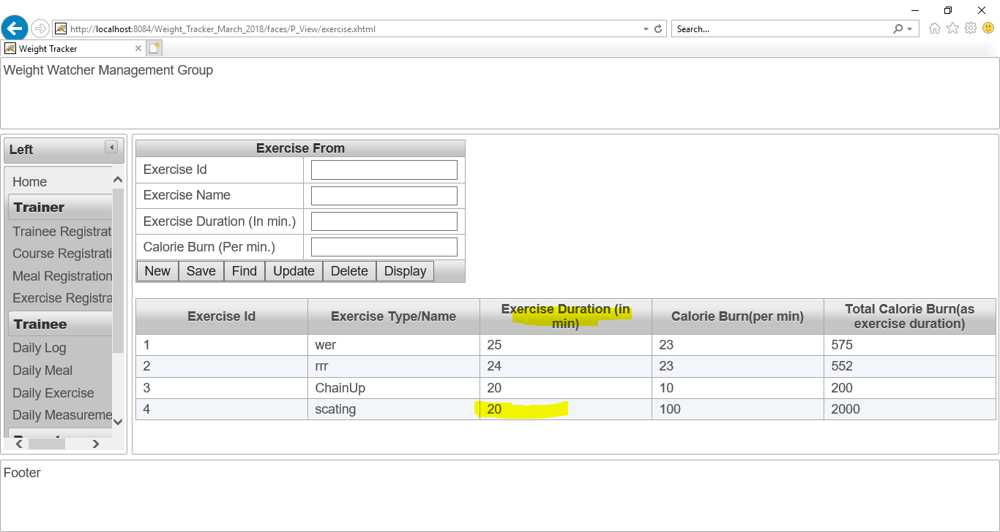 http://localhost:8084/Weight_Tracker_March_2018/faces/P_View/exercise.xhtml
Search...
Weight Tracker
Weight Watcher Management Group
Left
Home
Trainer
Trainee Registrat
Course Registrati
Meal Registration
Exercise Registra
Trainee
Daily Log
Daily Meal
Daily Exercise
Daily Measureme
Exercise From
Exercise Id
Exercise Name
Exercise Duration (In min.)
Calorie Burn (Per min.)
New Save Find Update Delete Display
Exercise Id Exercise Type/Name Exercise Duration (in min) Calorie Burn(per min) Total Calorie Burn(as exercise duration)
1 wer 25 23 575
2 rrr 24 23 552
3 ChainUp 20 10 200
4 scating 20 100 2000
Footer